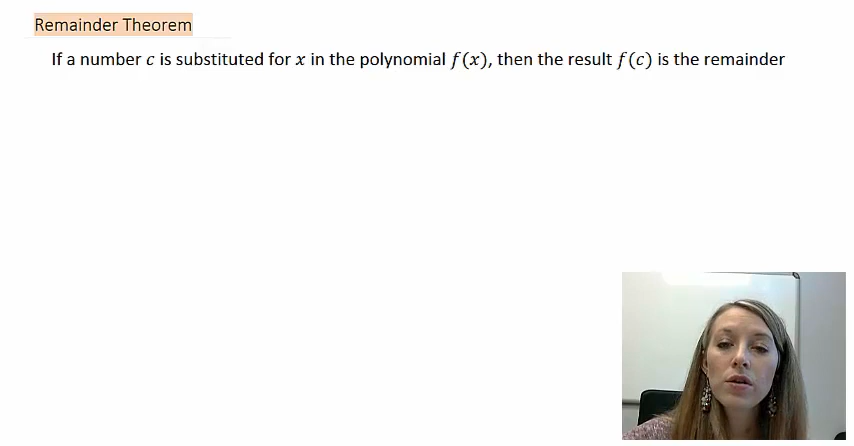 Remainder Theorem
If a number c is substituted for x in the polynomial f(x), then the result f(c) is the remainder